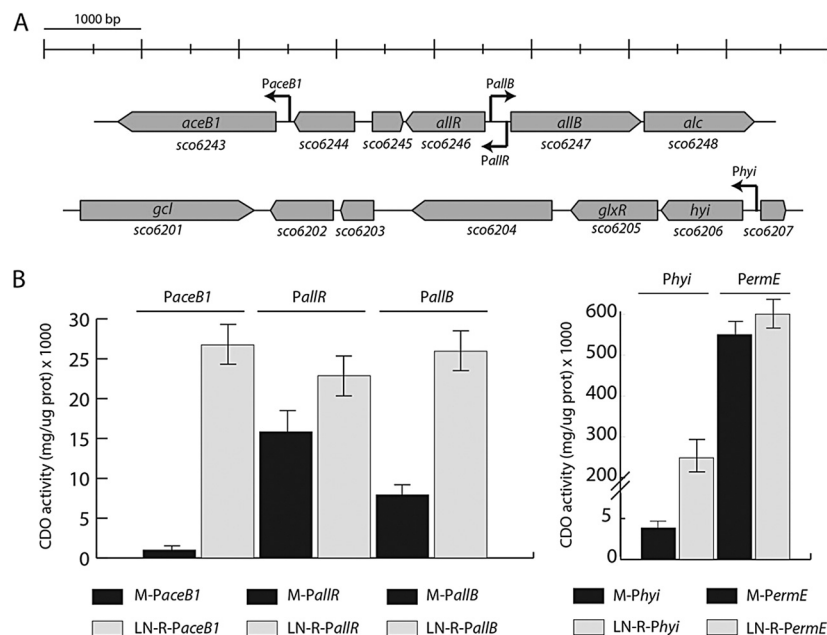 A
1000 bp
PaceB1
PallB
aceB1
allR
allB
alc
sco6243
sco6244
sco6245
sco6246
PallR
sco6247
sco6248
Phyi
gcl
glxR
hyi
sco6201
sco6202
sco6203
sco6204
sco6205
sco6206
sco6207
B
PaceB1
PallR
PallB
CDO activity (mg/ug prot) x 1000
30
25
20
15
10
5
0
M-PaceB1
M-PallR
M-PallB
LN-R-PaceB1
LN-R-PallR
LN-R-PallB
Phyi
PermE
CDO activity (mg/ug prot) x 1000
600
500
400
300
200
5
0
M-Phyi
M-PermE
LN-R-Phyi
LN-R-PermE